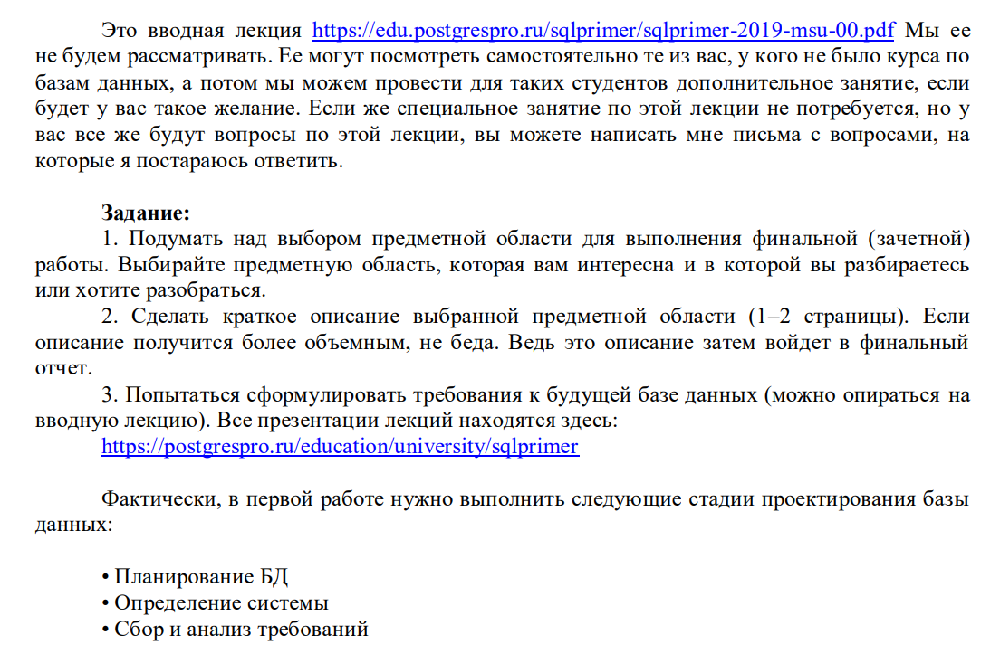 Это вводная лекция https://edu.postgrespro.ru/sqlprimer/sqlprimer-2019-msu-00.pdf Мы ее
не будем рассматривать. Ее могут посмотреть самостоятельно те из вас, у кого не было курса по
базам данных, а потом мы можем провести для таких студентов дополнительное занятие, если
будет у вас такое желание. Если же специальное занятие по этой лекции не потребуется, но у
вас все же будут вопросы по этой лекции, вы можете написать мне письма с вопросами, на
которые я постараюсь ответить.
Задание:
1. Подумать над выбором предметной области для выполнения финальной (зачетной)
работы. Выбирайте предметную область, которая вам интересна и в которой вы разбираетесь
или хотите разобраться.
2. Сделать краткое описание выбранной предметной области (1–2 страницы). Если
описание получится более объемным, не беда. Ведь это описание затем войдет в финальный
отчет.
3. Попытаться сформулировать требования к будущей базе данных (можно опираться на
вводную лекцию). Все презентации лекций находятся здесь:
https://postgrespro.ru/education/university/sqlprimer
Фактически, в первой работе нужно выполнить следующие стадии проектирования базы
данных:
• Планирование БД
• Определение системы
• Сбор и анализ требований